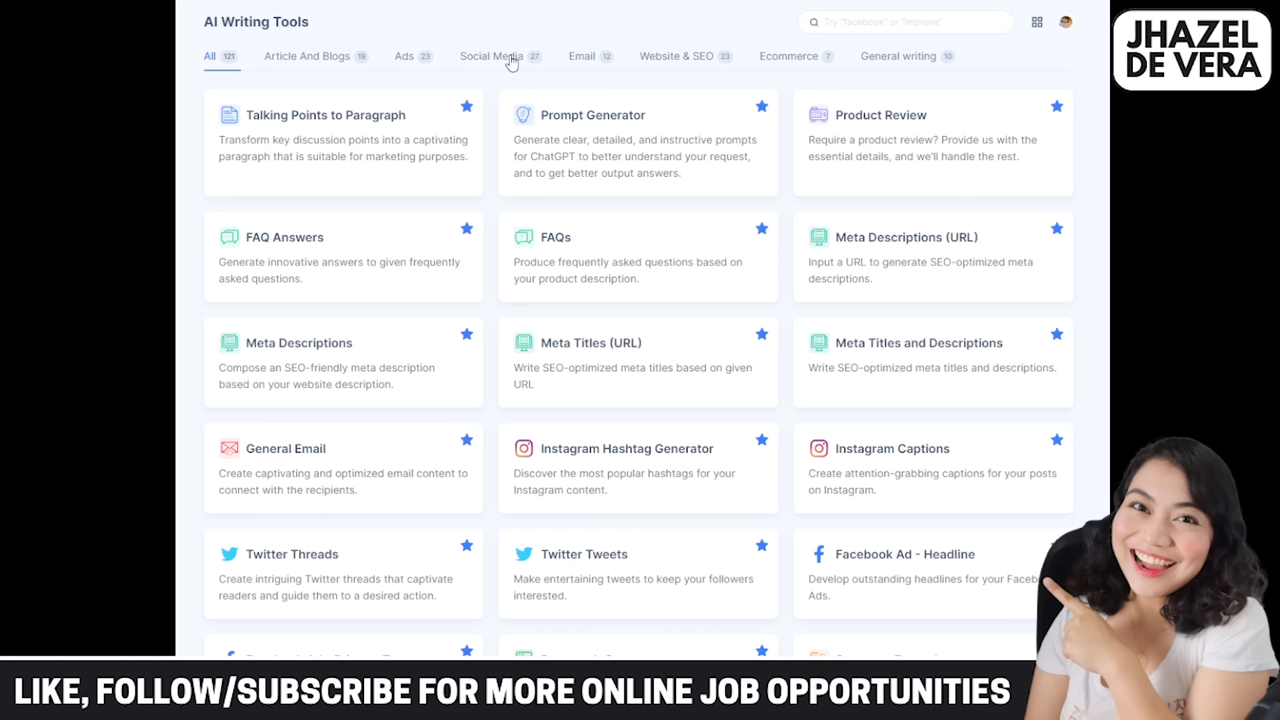 AI Writing Tools
Try "facebook" or "improve"
JHAZEL
DE VERA
All 121 Article And Blogs 19 Ads 23 Social Media 27 Email 12 Website & SEO 23 Ecommerce 7 General writing 10
Talking Points to Paragraph
Transform key discussion points into a captivating
paragraph that is suitable for marketing purposes.
Prompt Generator
Generate clear, detailed, and instructive prompts
for ChatGPT to better understand your request,
and to get better output answers.
Product Review
Require a product review? Provide us with the
essential details, and we'll handle the rest.
FAQ Answers
Generate innovative answers to given frequently
asked questions.
FAQs
Produce frequently asked questions based on
your product description.
Meta Descriptions (URL)
Input a URL to generate SEO-optimized meta
descriptions.
Meta Descriptions
Compose an SEO-friendly meta description
based on your website description.
Meta Titles (URL)
Write SEO-optimized meta titles based on given
URL
Meta Titles and Descriptions
Write SEO-optimized meta titles and descriptions.
General Email
Create captivating and optimized email content to
connect with the recipients.
Instagram Hashtag Generator
Discover the most popular hashtags for your
Instagram content.
Instagram Captions
Create attention-grabbing captions for your posts
on Instagram.
Twitter Threads
Create intriguing Twitter threads that captivate
readers and guide them to a desired action.
Twitter Tweets
Make entertaining tweets to keep your followers
interested.
Facebook Ad - Headline
Develop outstanding headlines for your
Ads.
LIKE, FOLLOW/SUBSCRIBE FOR MORE ONLINE JOB OPPORTUNITIES